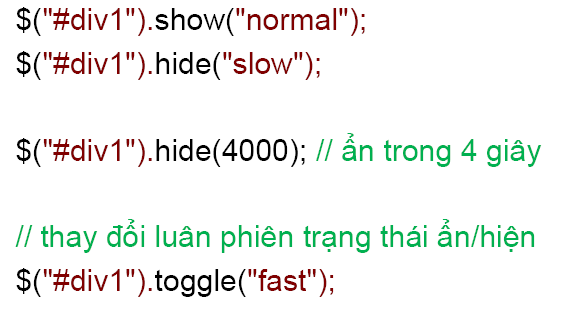 $("#div1").show("normal");
$("#div1").hide("slow");
$("#div1").hide(4000); // ẩn trong 4 giây
// thay đổi luân phiên trạng thái ẩn/hiện
$("#div1").toggle("fast");